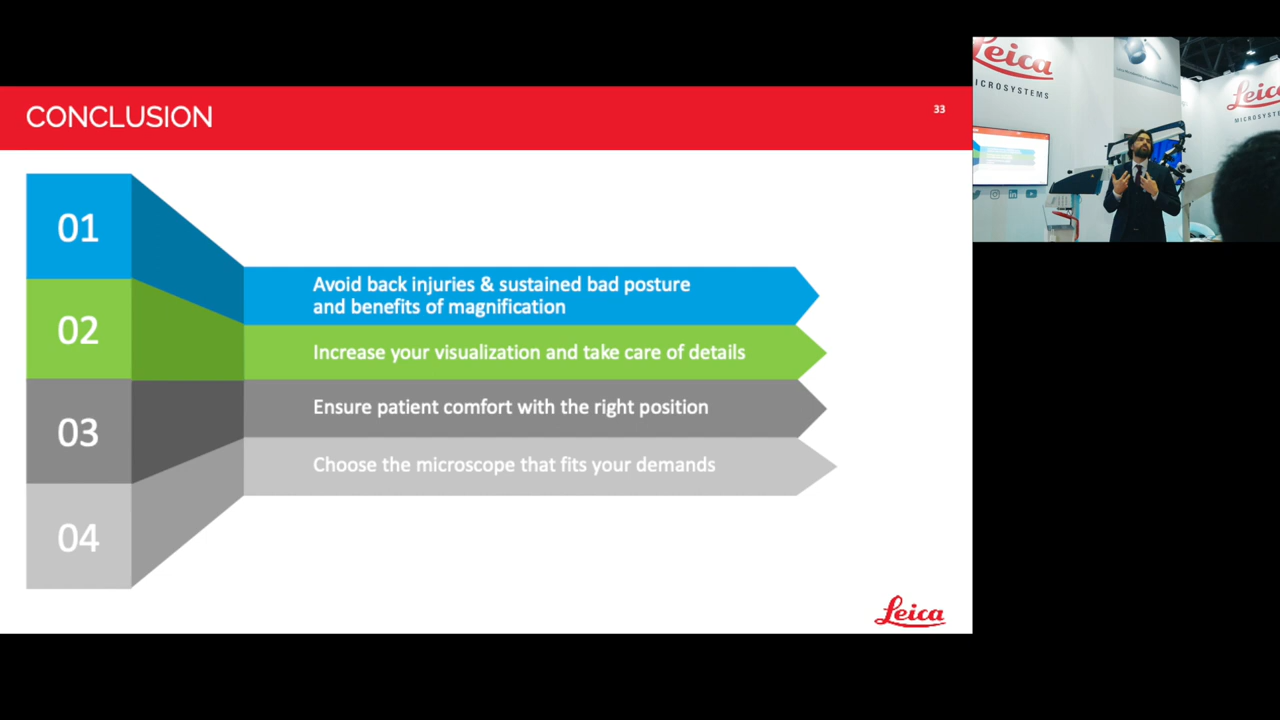 CONCLUSION
33
01
02
03
04
Avoid back injuries & sustained bad posture
and benefits of magnification
Increase your visualization and take care of details
Ensure patient comfort with the right position
Choose the microscope that fits your demands
Leica
Leica
ICROSYSTEMS
Leica
MICROSYSTE